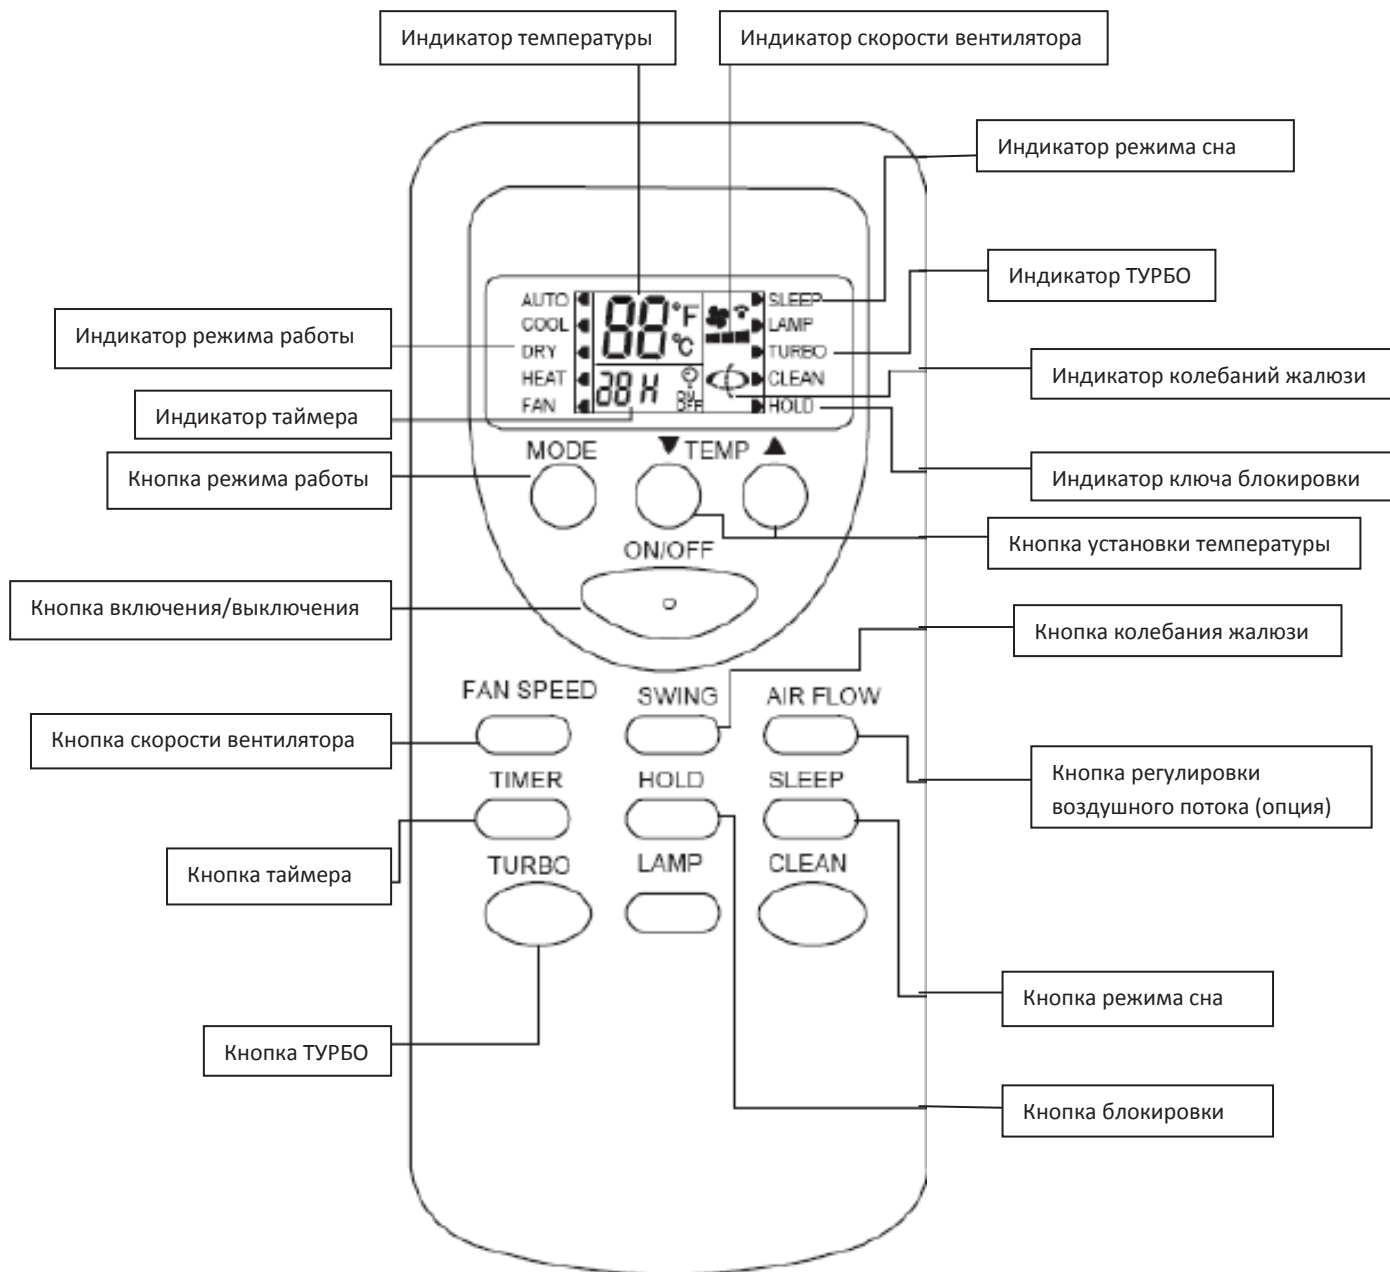 Индикатор температуры
Индикатор скорости вентилятора
Индикатор режима сна
Индикатор ТУРБО
Индикатор режима работы
Индикатор колебаний жалюзи
Индикатор таймера
Кнопка режима работы
Индикатор ключа блокировки
Кнопка установки температуры
Кнопка включения/выключения
Кнопка колебания жалюзи
Кнопка скорости вентилятора
Кнопка регулировки
воздушного потока (опция)
Кнопка таймера
Кнопка режима сна
Кнопка ТУРБО
Кнопка блокировки
AUTO
COOL
DRY
HEAT
FAN
88 °F
°C
88 H
ON
OFF
SLEEP
LAMP
TURBO
CLEAN
HOLD
MODE
▼ TEMP ▲
ON/OFF
FAN SPEED SWING AIR FLOW
TIMER HOLD SLEEP
TURBO LAMP CLEAN